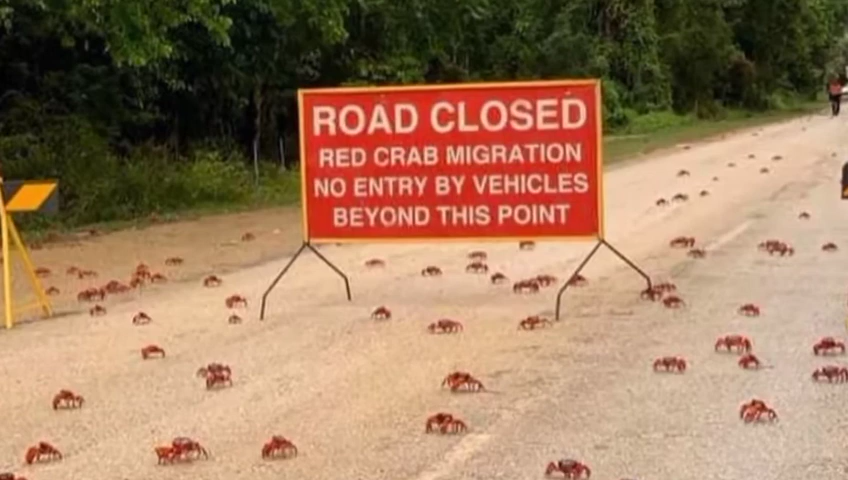 ROAD CLOSED
RED CRAB MIGRATION
NO ENTRY BY VEHICLES
BEYOND THIS POINT